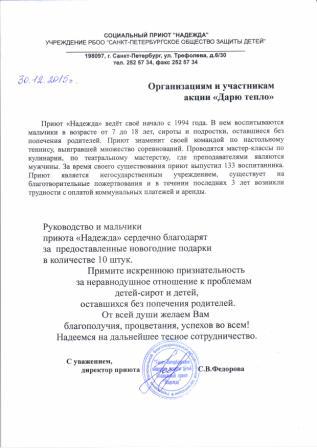 СОЦИАЛЬНЫЙ ПРИЮТ "НАДЕЖДА"
УЧРЕЖДЕНИЕ РБОО "САНКТ-ПЕТЕРБУРГСКОЕ ОБЩЕСТВО ЗАЩИТЫ ДЕТЕЙ"
198097, г. Санкт-Петербург, ул. Трефолева, д.6/30
тел. 252 57 34, факс 252 57 34
30.12.2015г.
Организациям и участникам
акции «Дарю тепло»
Приют «Надежда» ведёт своё начало с 1994 года. В нем воспитываются
мальчики в возрасте от 7 до 18 лет, сироты и подростки, оставшиеся без
попечения родителей. Приют знаменит своей командой по настольному
теннису, выигравшей множество соревнований. Проводятся мастер-классы по
кулинарии, по театральному мастерству, где преподавателями являются
мужчины. За время своего существования приют выпустил 133 воспитанника.
Приют является негосударственным учреждением, существует на
благотворительные пожертвования и в течении последних 3 лет возникли
трудности с оплатой коммунальных платежей и аренды.
Руководство и мальчики
приюта «Надежда» сердечно благодарят
за предоставленные новогодние подарки
в количестве 10 штук.
Примите искреннюю признательность
за неравнодушное отношение к проблемам
детей-сирот и детей,
оставшихся без попечения родителей.
От всей души желаем Вам
благополучия, процветания, успехов во всем!
Надеемся на дальнейшее тесное сотрудничество.
С уважением,
директор приюта С.В.Федорова